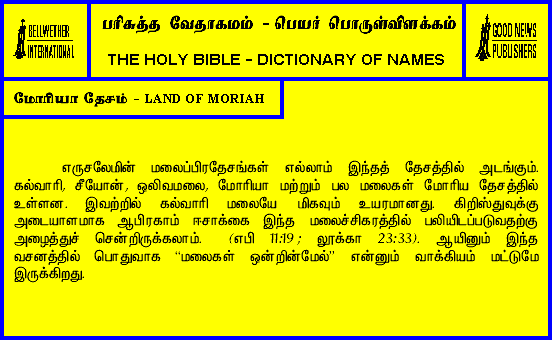 BELLWETHER
INTERNATIONAL
பரிசுத்த வேதாகமம் - பெயர் பொருள்விளக்கம்
THE HOLY BIBLE - DICTIONARY OF NAMES
GOOD NEWS
PUBLISHERS
மோரியா தேசம் - LAND OF MORIAH
எருசலேமின் மலைப்பிரதேசங்கள் எல்லாம் இந்தத் தேசத்தில் அடங்கும்.
கல்வாரி, சீயோன், ஒலிவமலை, மோரியா மற்றும் பல மலைகள் மோரிய தேசத்தில்
உள்ளன. இவற்றில் கல்வாரி மலையே மிகவும் உயரமானது. கிறிஸ்துவுக்கு
அடையாளமாக ஆபிரகாம் ஈசாக்கை இந்த மலைச்சிகரத்தில் பலியிடப்படுவதற்கு
அழைத்துச் சென்றிருக்கலாம். (எபி 11:19; லூக்கா 23:33). ஆயினும் இந்த
வசனத்தில் பொதுவாக "மலைகள் ஒன்றின்மேல்" என்னும் வாக்கியம் மட்டுமே
இருக்கிறது.